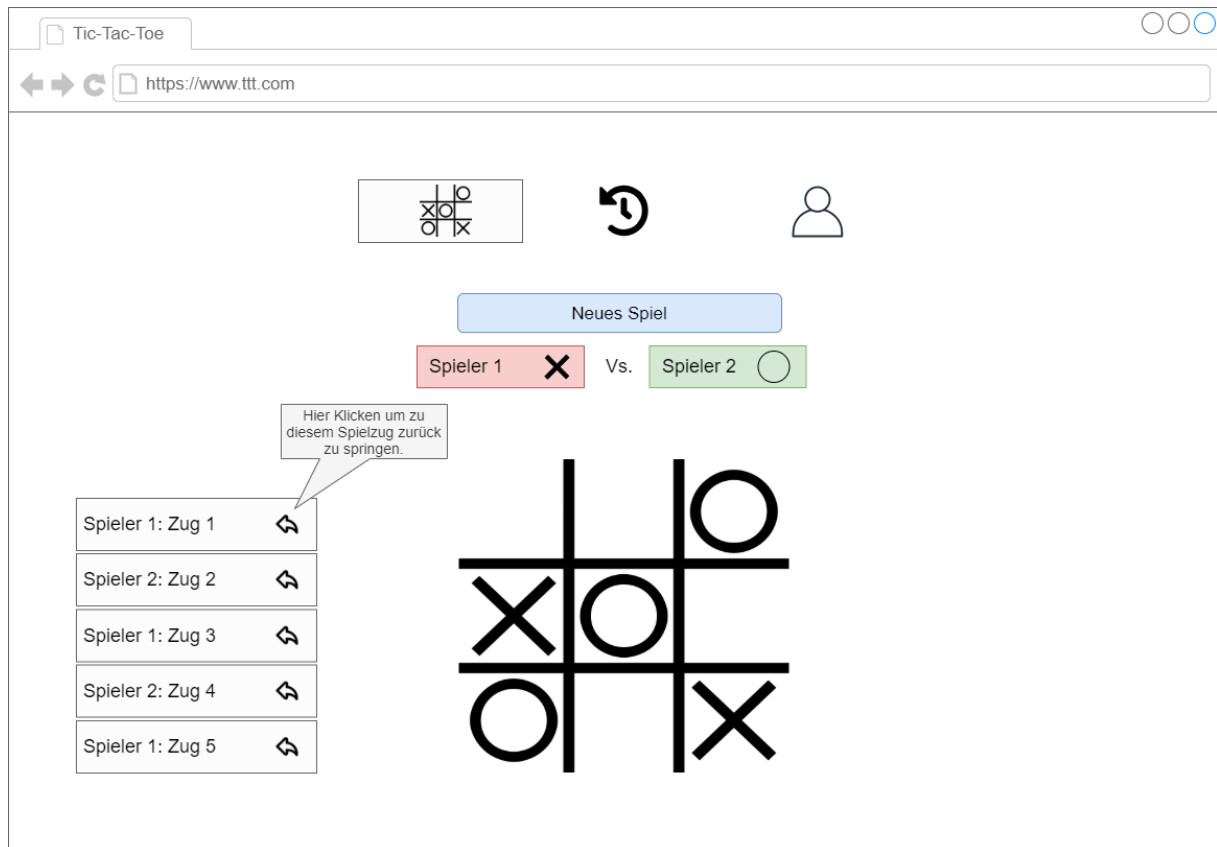 Tic-Tac-Toe
https://www.ttt.com
Neues Spiel
Spieler 1
Vs.
Spieler 2
Hier Klicken um zu
diesem Spielzug zurück
zu springen.
Spieler 1: Zug 1
Spieler 2: Zug 2
Spieler 1: Zug 3
Spieler 2: Zug 4
Spieler 1: Zug 5